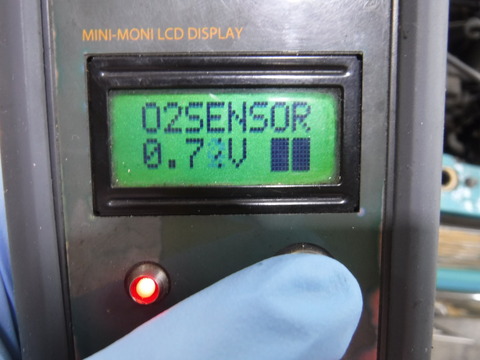 MINI-MONI LCD DISPLAY
O2SENSOR